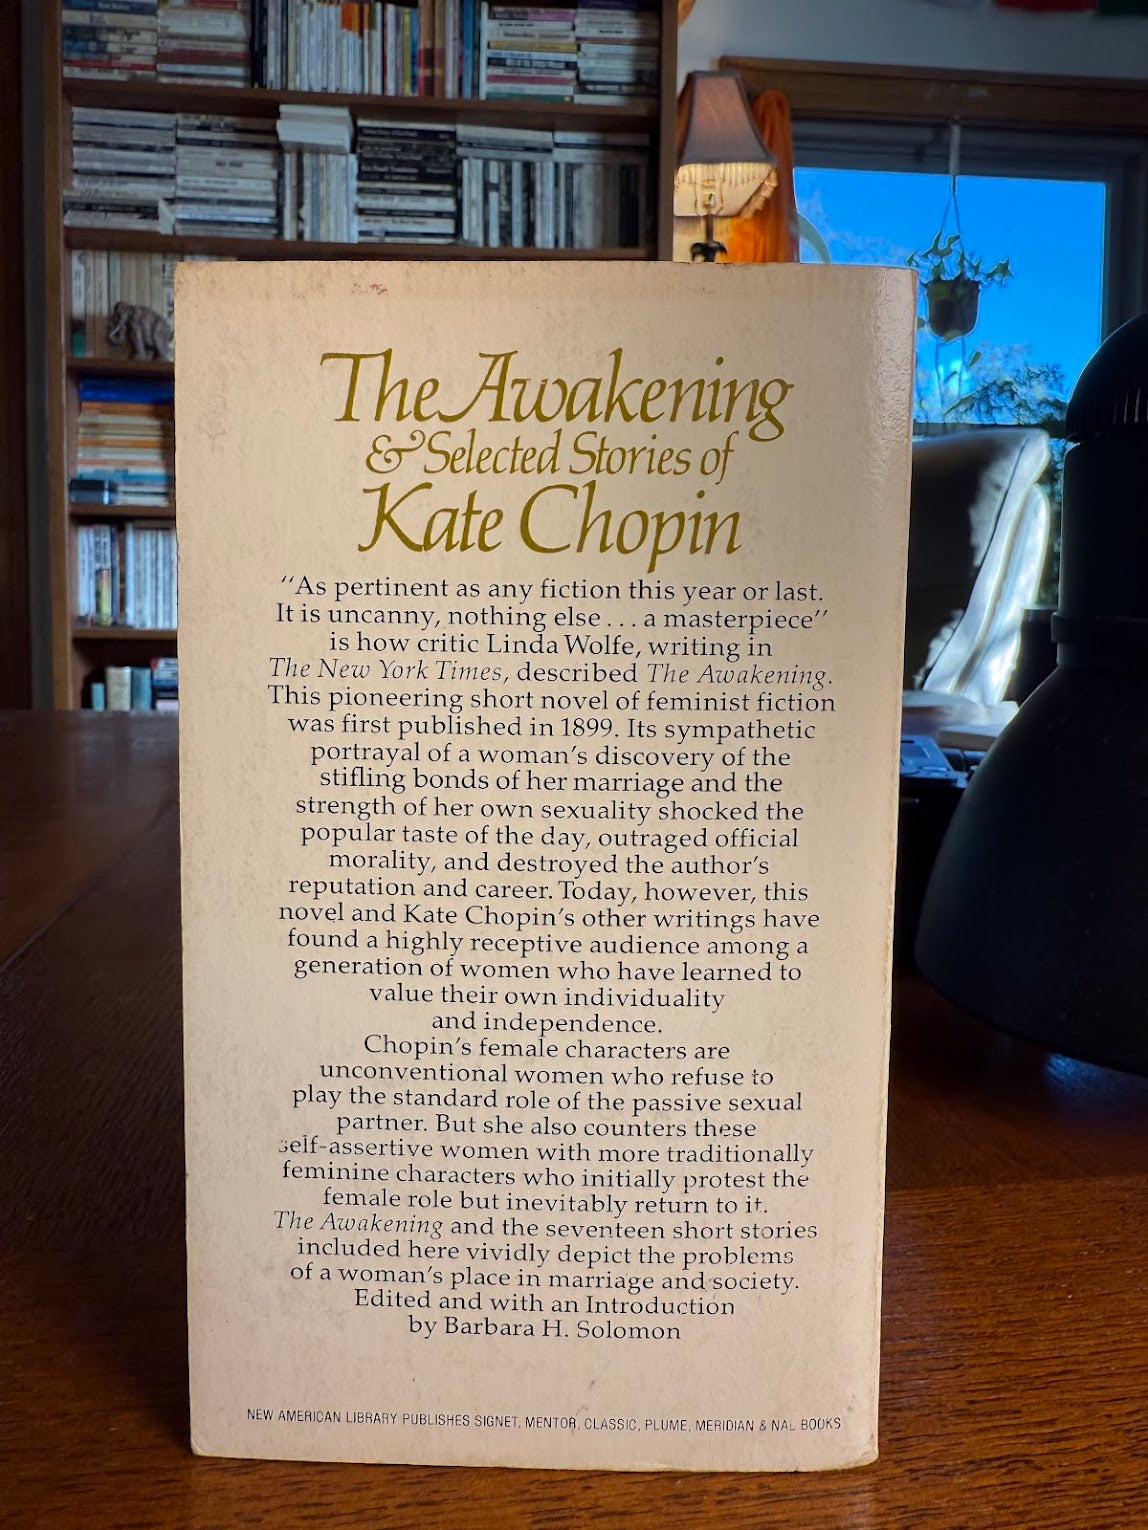 The Awakening
& Selected Stories of
Kate Chopin
“As pertinent as any fiction this year or last.
It is uncanny, nothing else . . . a masterpiece”
is how critic Linda Wolfe, writing in
The New York Times, described The Awakening.
This pioneering short novel of feminist fiction
was first published in 1899. Its sympathetic
portrayal of a woman’s discovery of the
stifling bonds of her marriage and the
strength of her own sexuality shocked the
popular taste of the day, outraged official
morality, and destroyed the author’s
reputation and career. Today, however, this
novel and Kate Chopin’s other writings have
found a highly receptive audience among a
generation of women who have learned to
value their own individuality
and independence.
Chopin’s female characters are
unconventional women who refuse to
play the standard role of the passive sexual
partner. But she also counters these
self-assertive women with more traditionally
feminine characters who initially protest the
female role but inevitably return to it.
The Awakening and the seventeen short stories
included here vividly depict the problems
of a woman’s place in marriage and society.
Edited and with an Introduction
by Barbara H. Solomon
NEW AMERICAN LIBRARY PUBLISHES SIGNET, MENTOR, CLASSIC, PLUME, MERIDIAN & NAL BOOKS